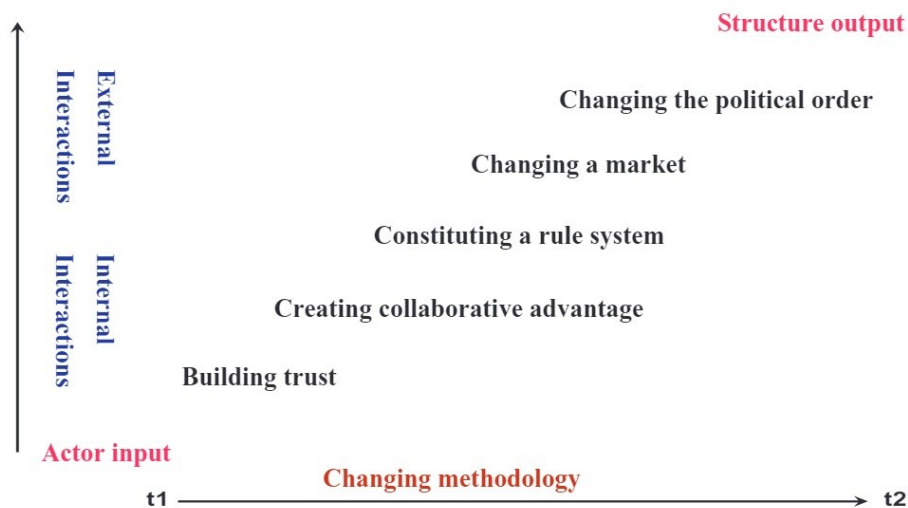 Structure output
External
Interactions
Changing the political order
Changing a market
Constituting a rule system
Internal
Interactions
Creating collaborative advantage
Building trust
Actor input
Changing methodology
t1
t2